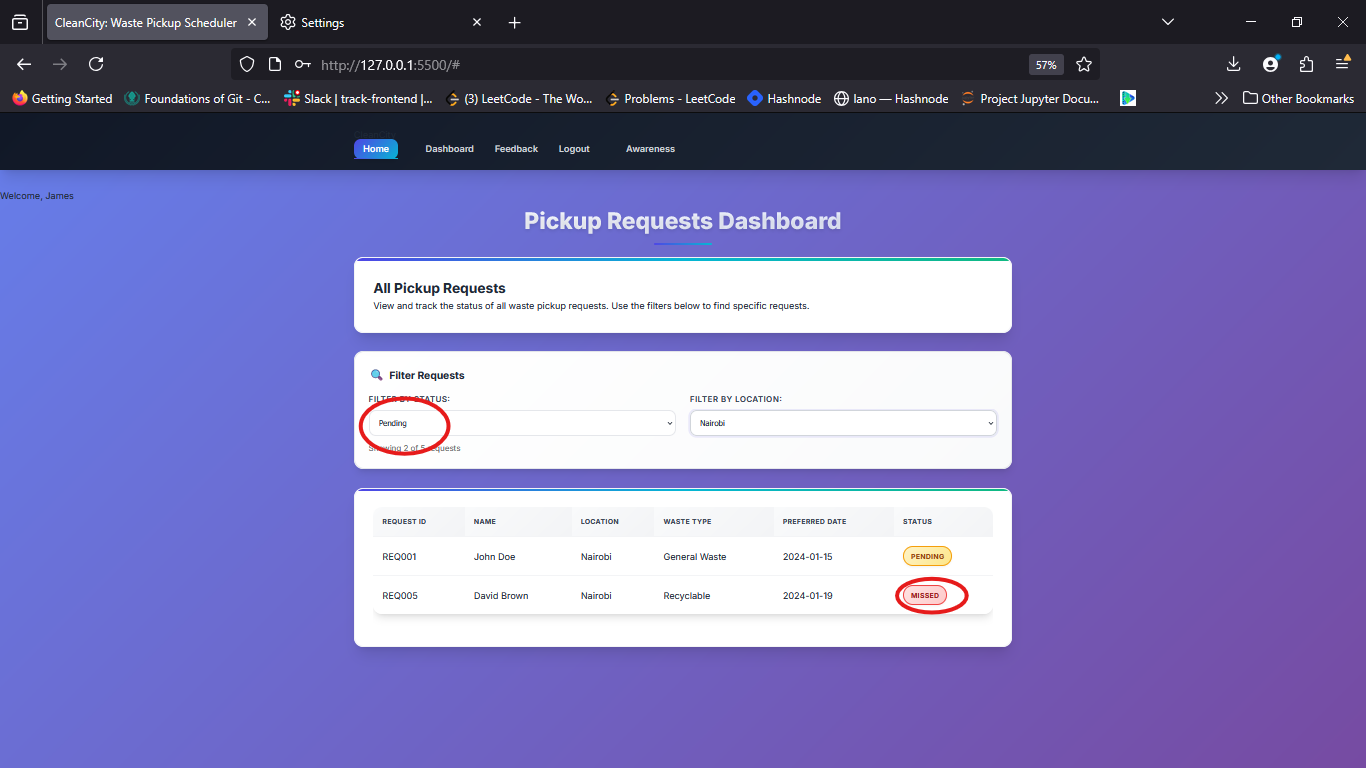 CleanCity: Waste Pickup Scheduler
Settings
http://127.0.0.1:5500/#
57%
Getting Started
Foundations of Git - C...
Slack | track-frontend |...
(3) LeetCode - The Wo...
Problems - LeetCode
Hashnode
Iano — Hashnode
Project Jupyter Docu...
Other Bookmarks
CleanCity
Home
Dashboard
Feedback
Logout
Awareness
Welcome, James
Pickup Requests Dashboard
All Pickup Requests
View and track the status of all waste pickup requests. Use the filters below to find specific requests.
Filter Requests
FILTER BY STATUS: FILTER BY LOCATION:
Pending Nairobi
Showing 2 of 5 requests
REQUEST ID NAME LOCATION WASTE TYPE PREFERRED DATE STATUS
REQ001 John Doe Nairobi General Waste 2024-01-15 PENDING
REQ005 David Brown Nairobi Recyclable 2024-01-19 MISSED